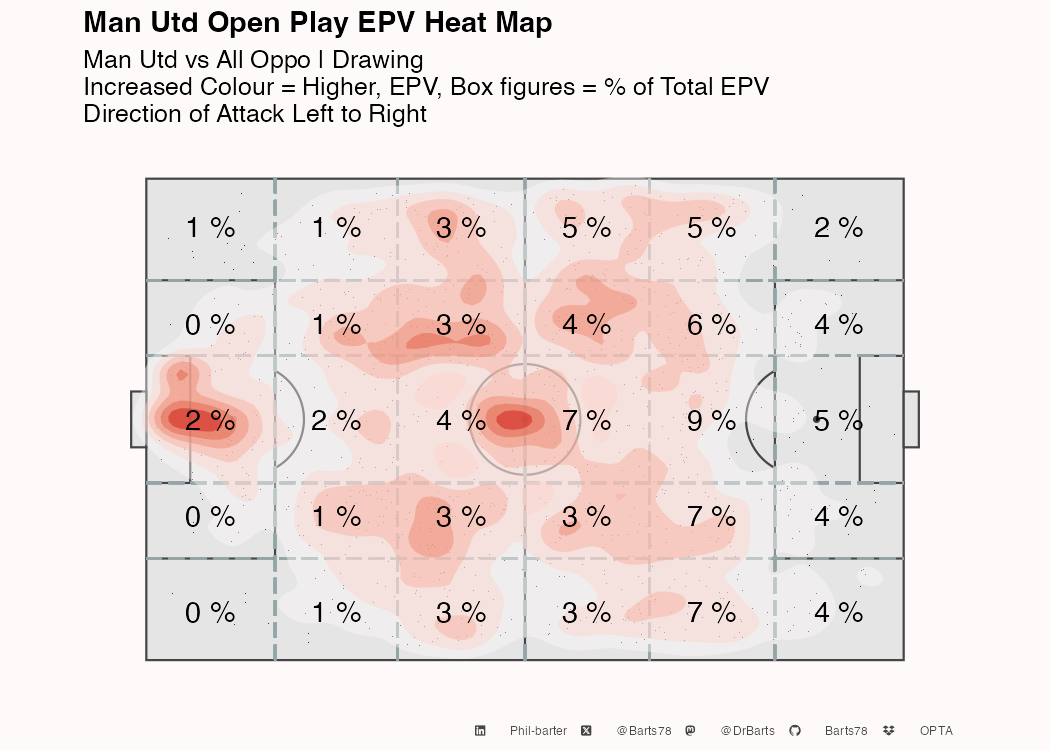 Man Utd Open Play EPV Heat Map
Man Utd vs All Oppo | Drawing
Increased Colour = Higher, EPV, Box figures = % of Total EPV
Direction of Attack Left to Right
1 % 1 % 3 % 5 % 5 % 2 %
0 % 1 % 3 % 4 % 6 % 4 %
2 % 2 % 4 % 7 % 9 % 5 %
0 % 1 % 3 % 3 % 7 % 4 %
0 % 1 % 3 % 3 % 7 % 4 %
Phil-barter @Barts78 @DrBarts Barts78 OPTA